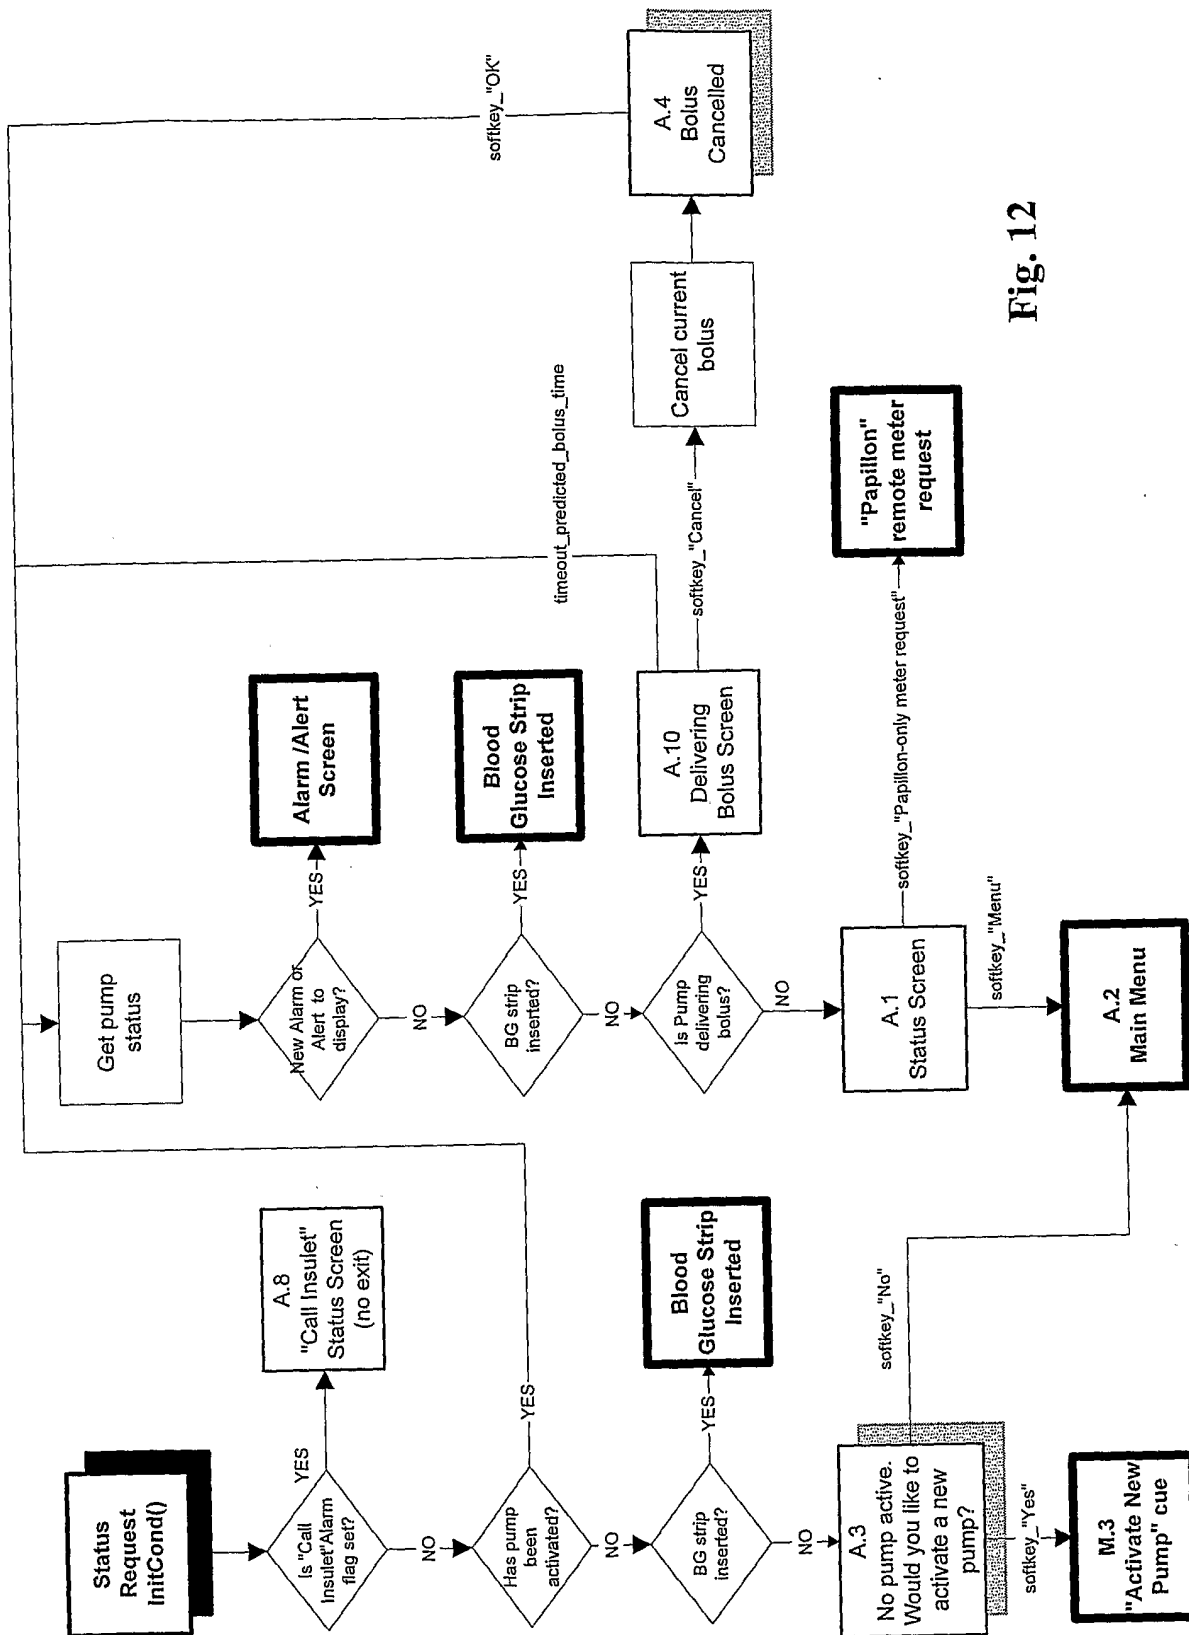 Status
Request
InitCond()
Is "Call
Insulet"Alarm
flag set?
YES
A.8
"Call Insulet"
Status Screen
(no exit)
NO
Has pump
been
activated?
YES
NO
BG strip
inserted?
YES
Blood
Glucose Strip
Inserted
NO
A.3
No pump active.
Would you like to
activate a new
pump?
softkey_"No"
softkey_"Yes"
M.3
"Activate New
Pump" cue
Get pump
status
New Alarm or
Alert to
display?
YES
Alarm /Alert
Screen
NO
BG strip
inserted?
YES
Blood
Glucose Strip
Inserted
NO
Is Pump
delivering
bolus?
YES
A.10
Delivering
Bolus Screen
timeout_predicted_bolus_time
softkey_"Cancel"
Cancel current
bolus
A.4
Bolus
Cancelled
softkey_"OK"
NO
A.1
Status Screen
softkey_"Papillon-only meter request"
"Papillon"
remote meter
request
softkey_"Menu"
A.2
Main Menu
Fig. 12